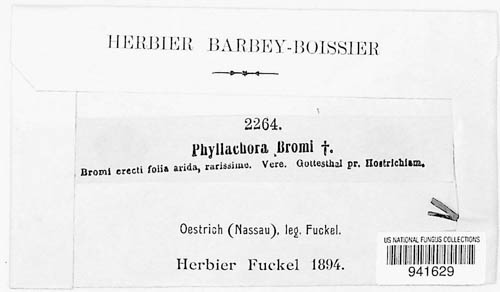 HERBIER BARBEY-BOISSIER
2264.
Phyllachora Bromi †.
Bromi erecti folia arida, rarissime. Vere. Gottesthal pr. Hostrichiam.
Oestrich (Nassau), leg. Fuckel.
Herbier Fuckel 1894.
US NATIONAL FUNGUS COLLECTIONS
941629